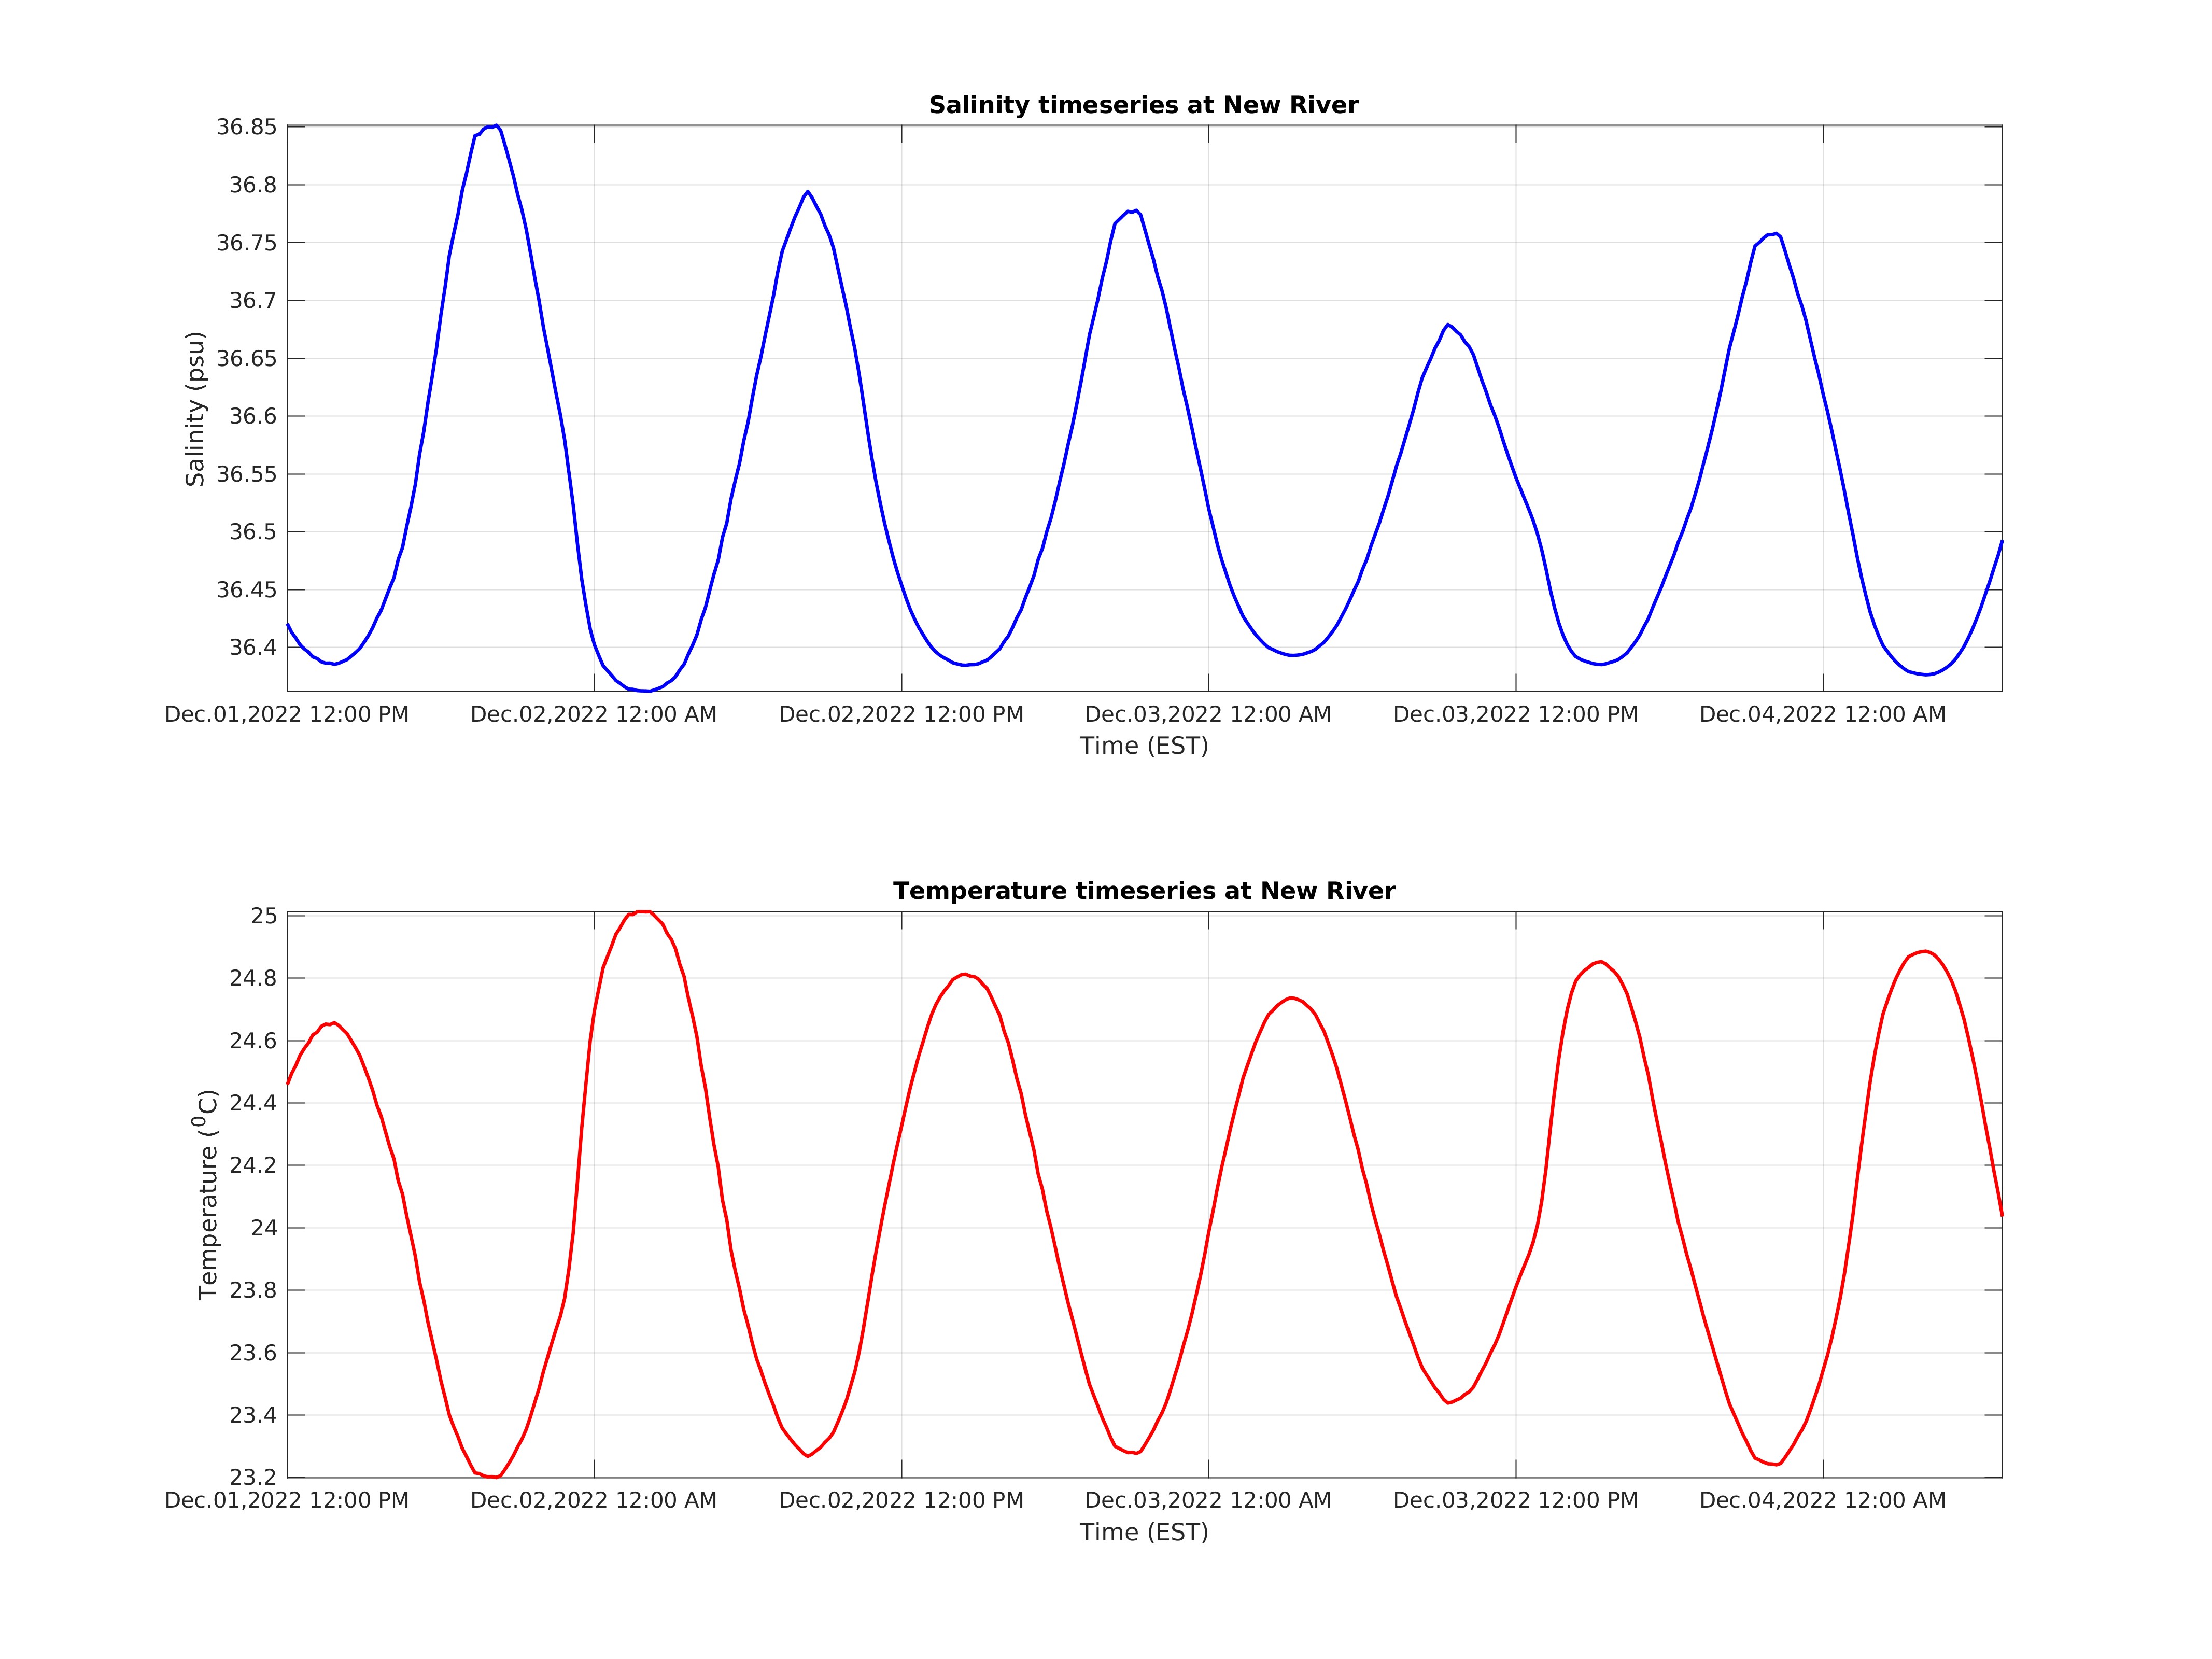 Salinity timeseries at New River
36.85
36.8
36.75
36.7
36.65
36.6
36.55
36.5
36.45
36.4
Salinity (psu)
Dec.01,2022 12:00 PM Dec.02,2022 12:00 AM Dec.02,2022 12:00 PM Dec.03,2022 12:00 AM Dec.03,2022 12:00 PM Dec.04,2022 12:00 AM
Time (EST)
Temperature timeseries at New River
25
24.8
24.6
24.4
24.2
24
23.8
23.6
23.4
23.2
Temperature (⁰C)
Dec.01,2022 12:00 PM Dec.02,2022 12:00 AM Dec.02,2022 12:00 PM Dec.03,2022 12:00 AM Dec.03,2022 12:00 PM Dec.04,2022 12:00 AM
Time (EST)